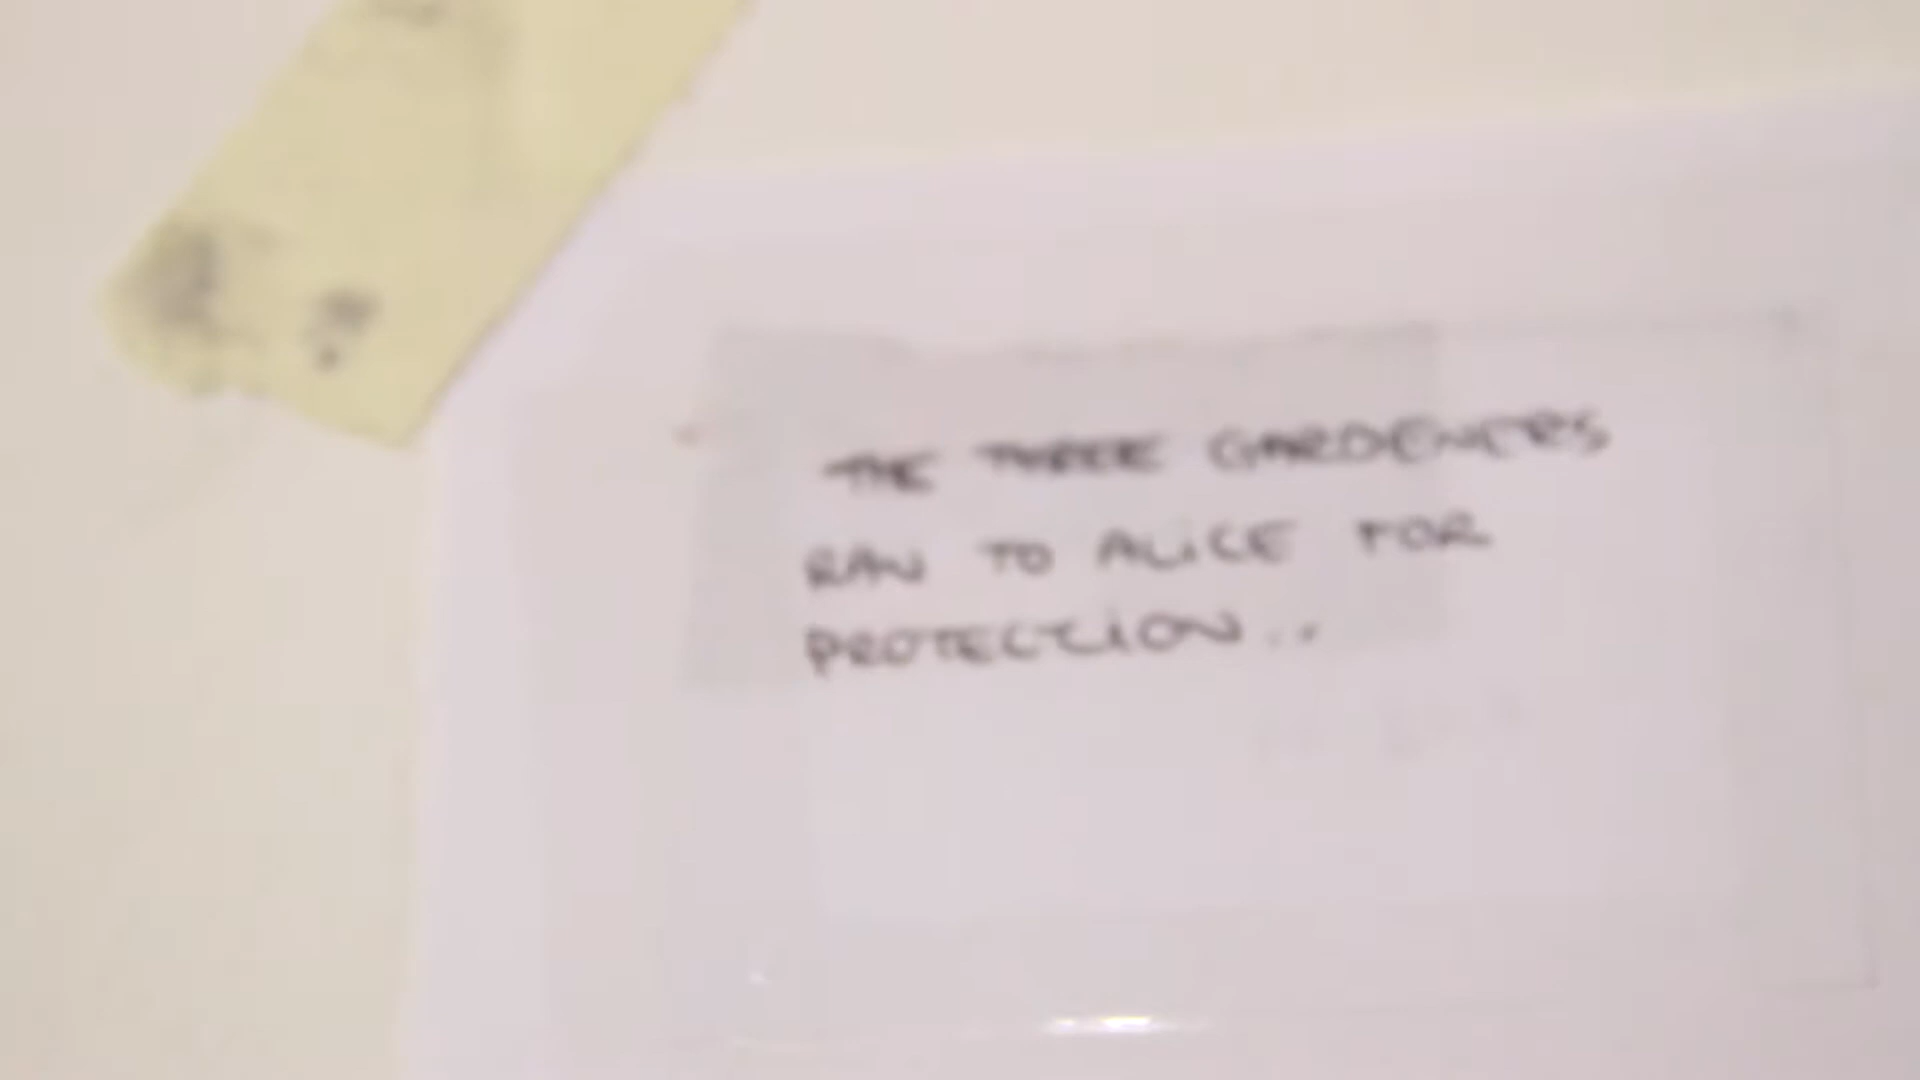 THE THREE GARDENERS
RAN TO ALiCE FOR
PROTECTiON...